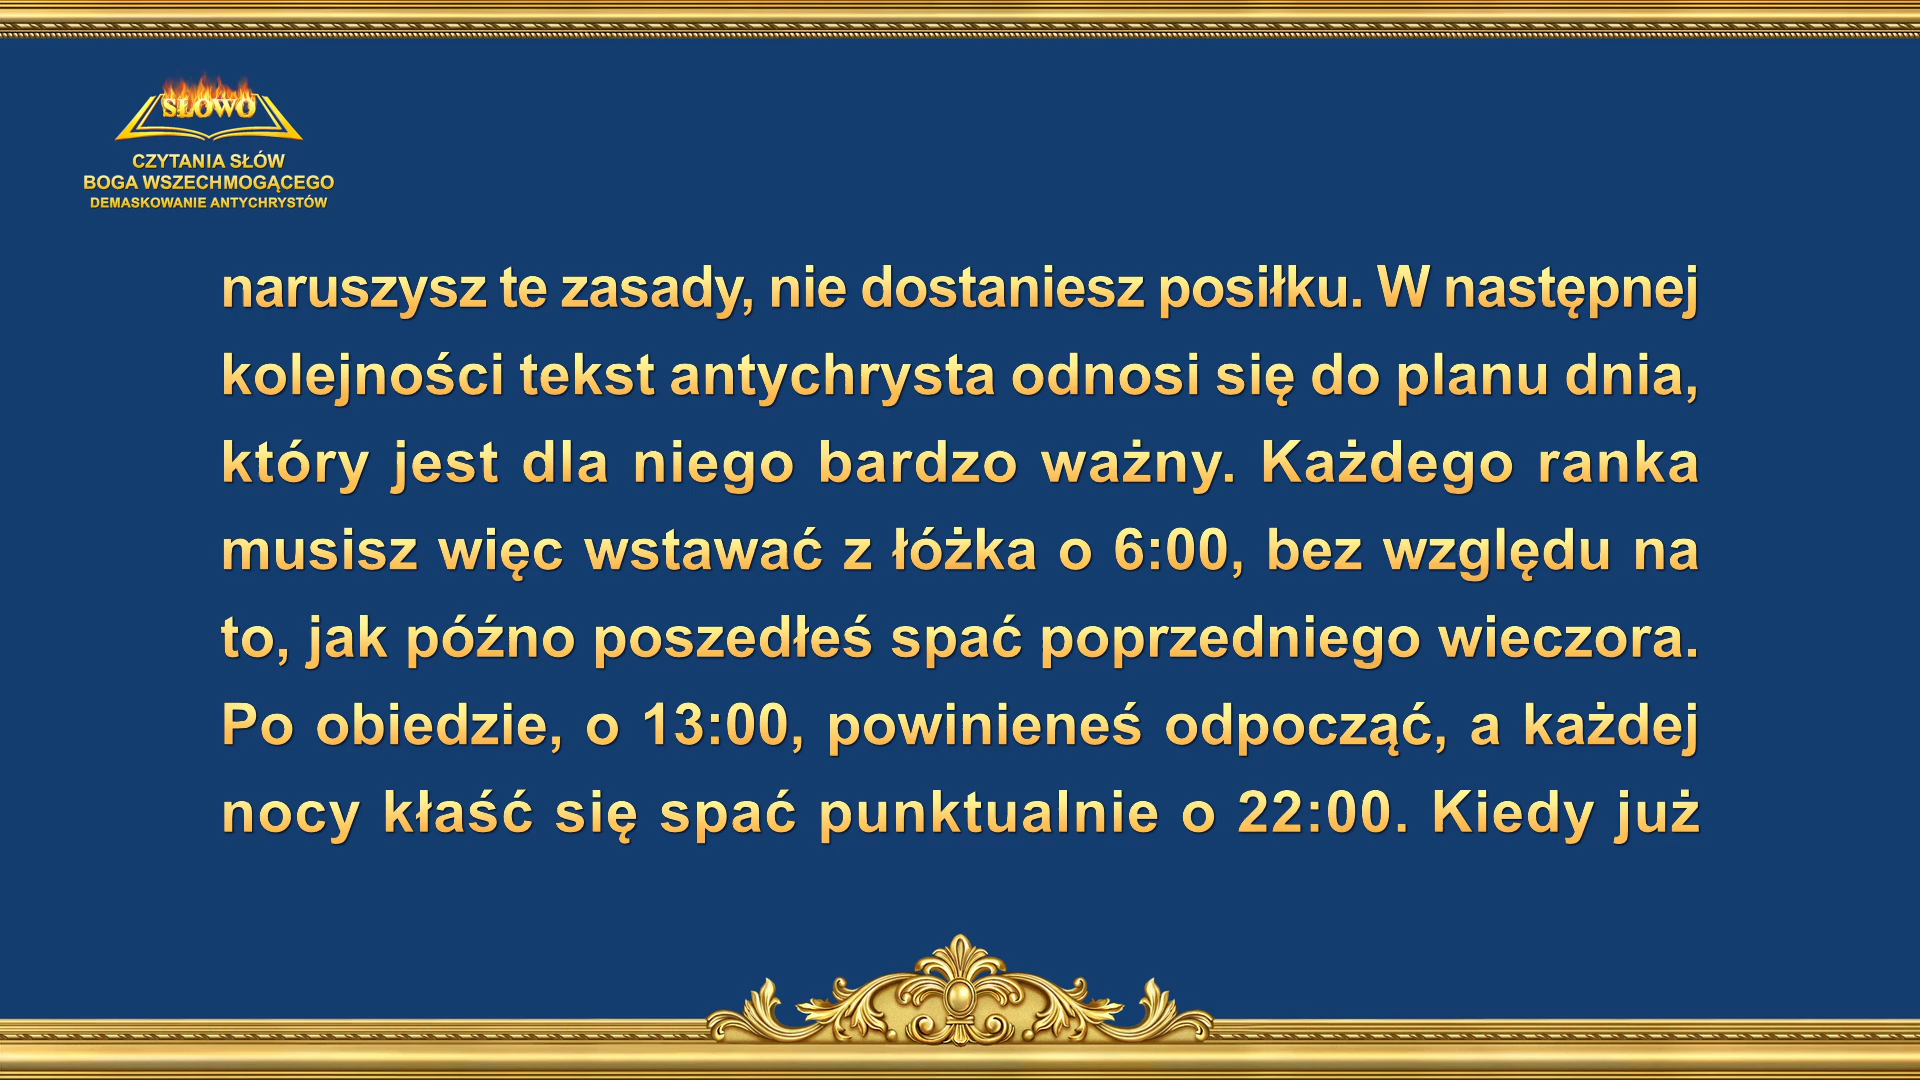 SŁOWO
CZYTANIA SŁÓW
BOGA WSZECHMOGĄCEGO
DEMASKOWANIE ANTYCHRYSTÓW
naruszysz te zasady, nie dostaniesz posiłku. W następnej
kolejności tekst antychrysta odnosi się do planu dnia,
który jest dla niego bardzo ważny. Każdego ranka
musisz więc wstawać z łóżka o 6:00, bez względu na
to, jak późno poszedłeś spać poprzedniego wieczora.
Po obiedzie, o 13:00, powinieneś odpocząć, a każdej
nocy kłaść się spać punktualnie o 22:00. Kiedy już